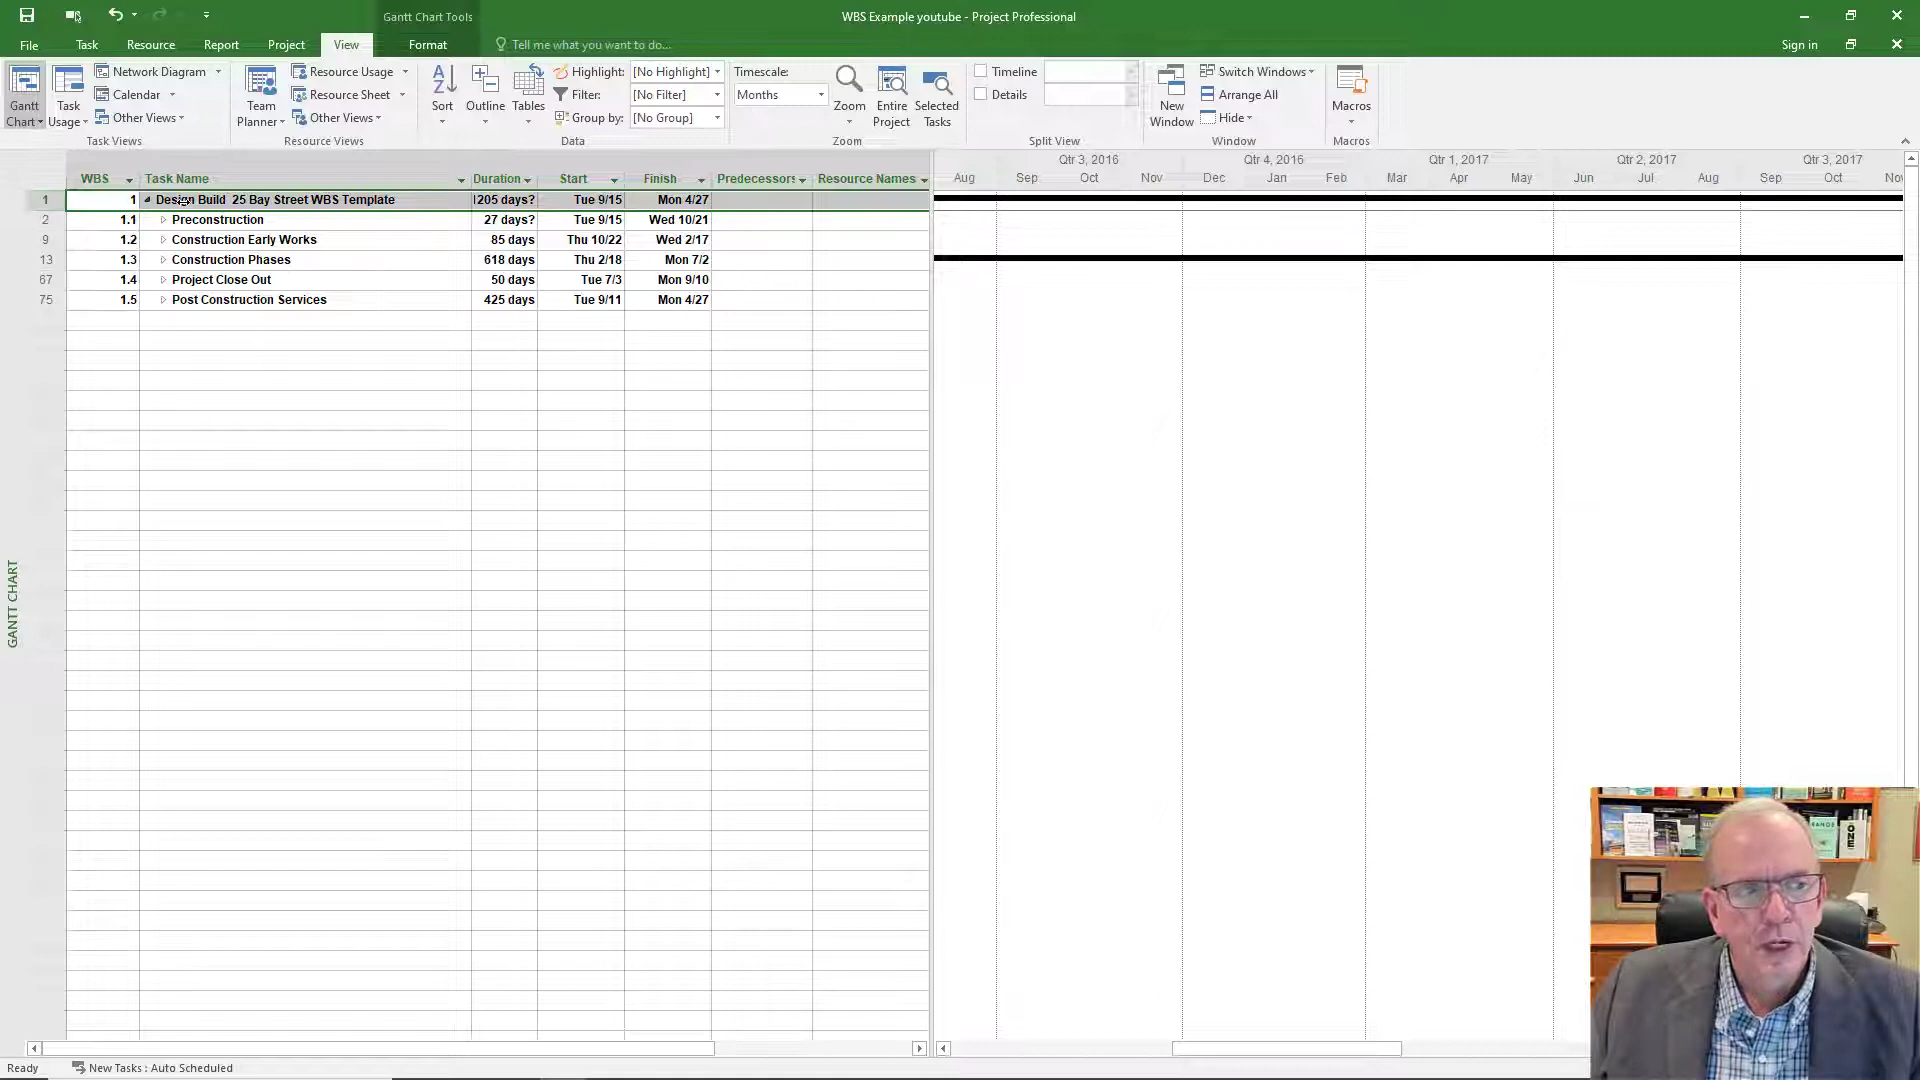 Gantt Chart Tools
WBS Example youtube - Project Professional
File Task Resource Report Project View Format Tell me what you want to do... Sign in
Gantt Chart
Task Usage
Network Diagram
Calendar
Other Views
Task Views
Team Planner
Resource Usage
Resource Sheet
Other Views
Resource Views
Sort
Outline
Tables
Highlight: [No Highlight]
Filter: [No Filter]
Group by: [No Group]
Data
Timescale:
Months
Zoom
Entire Project
Selected Tasks
Zoom
Timeline
Details
Split View
New Window
Switch Windows
Arrange All
Hide
Window
Macros
Macros
WBS Task Name Duration Start Finish Predecessors Resource Names
1 1 Design Build 25 Bay Street WBS Template 1205 days? Tue 9/15 Mon 4/27
2 1.1 Preconstruction 27 days? Tue 9/15 Wed 10/21
9 1.2 Construction Early Works 85 days Thu 10/22 Wed 2/17
13 1.3 Construction Phases 618 days Thu 2/18 Mon 7/2
67 1.4 Project Close Out 50 days Tue 7/3 Mon 9/10
75 1.5 Post Construction Services 425 days Tue 9/11 Mon 4/27
Qtr 3, 2016 Qtr 4, 2016 Qtr 1, 2017 Qtr 2, 2017 Qtr 3, 2017
Aug Sep Oct Nov Dec Jan Feb Mar Apr May Jun Jul Aug Sep Oct
GANTT CHART
ONE
Ready New Tasks : Auto Scheduled